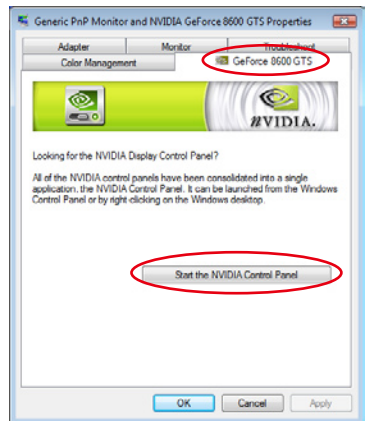 Generic PnP Monitor and NVIDIA GeForce 8600 GTS Properties
Adapter Monitor Troubleshoot
Color Management GeForce 8600 GTS
NVIDIA.
Looking for the NVIDIA Display Control Panel?
All of the NVIDIA control panels have been consolidated into a single
application, the NVIDIA Control Panel. It can be launched from the Windows
Control Panel or by right clicking on the Windows desktop.
Start the NVIDIA Control Panel
OK Cancel Apply